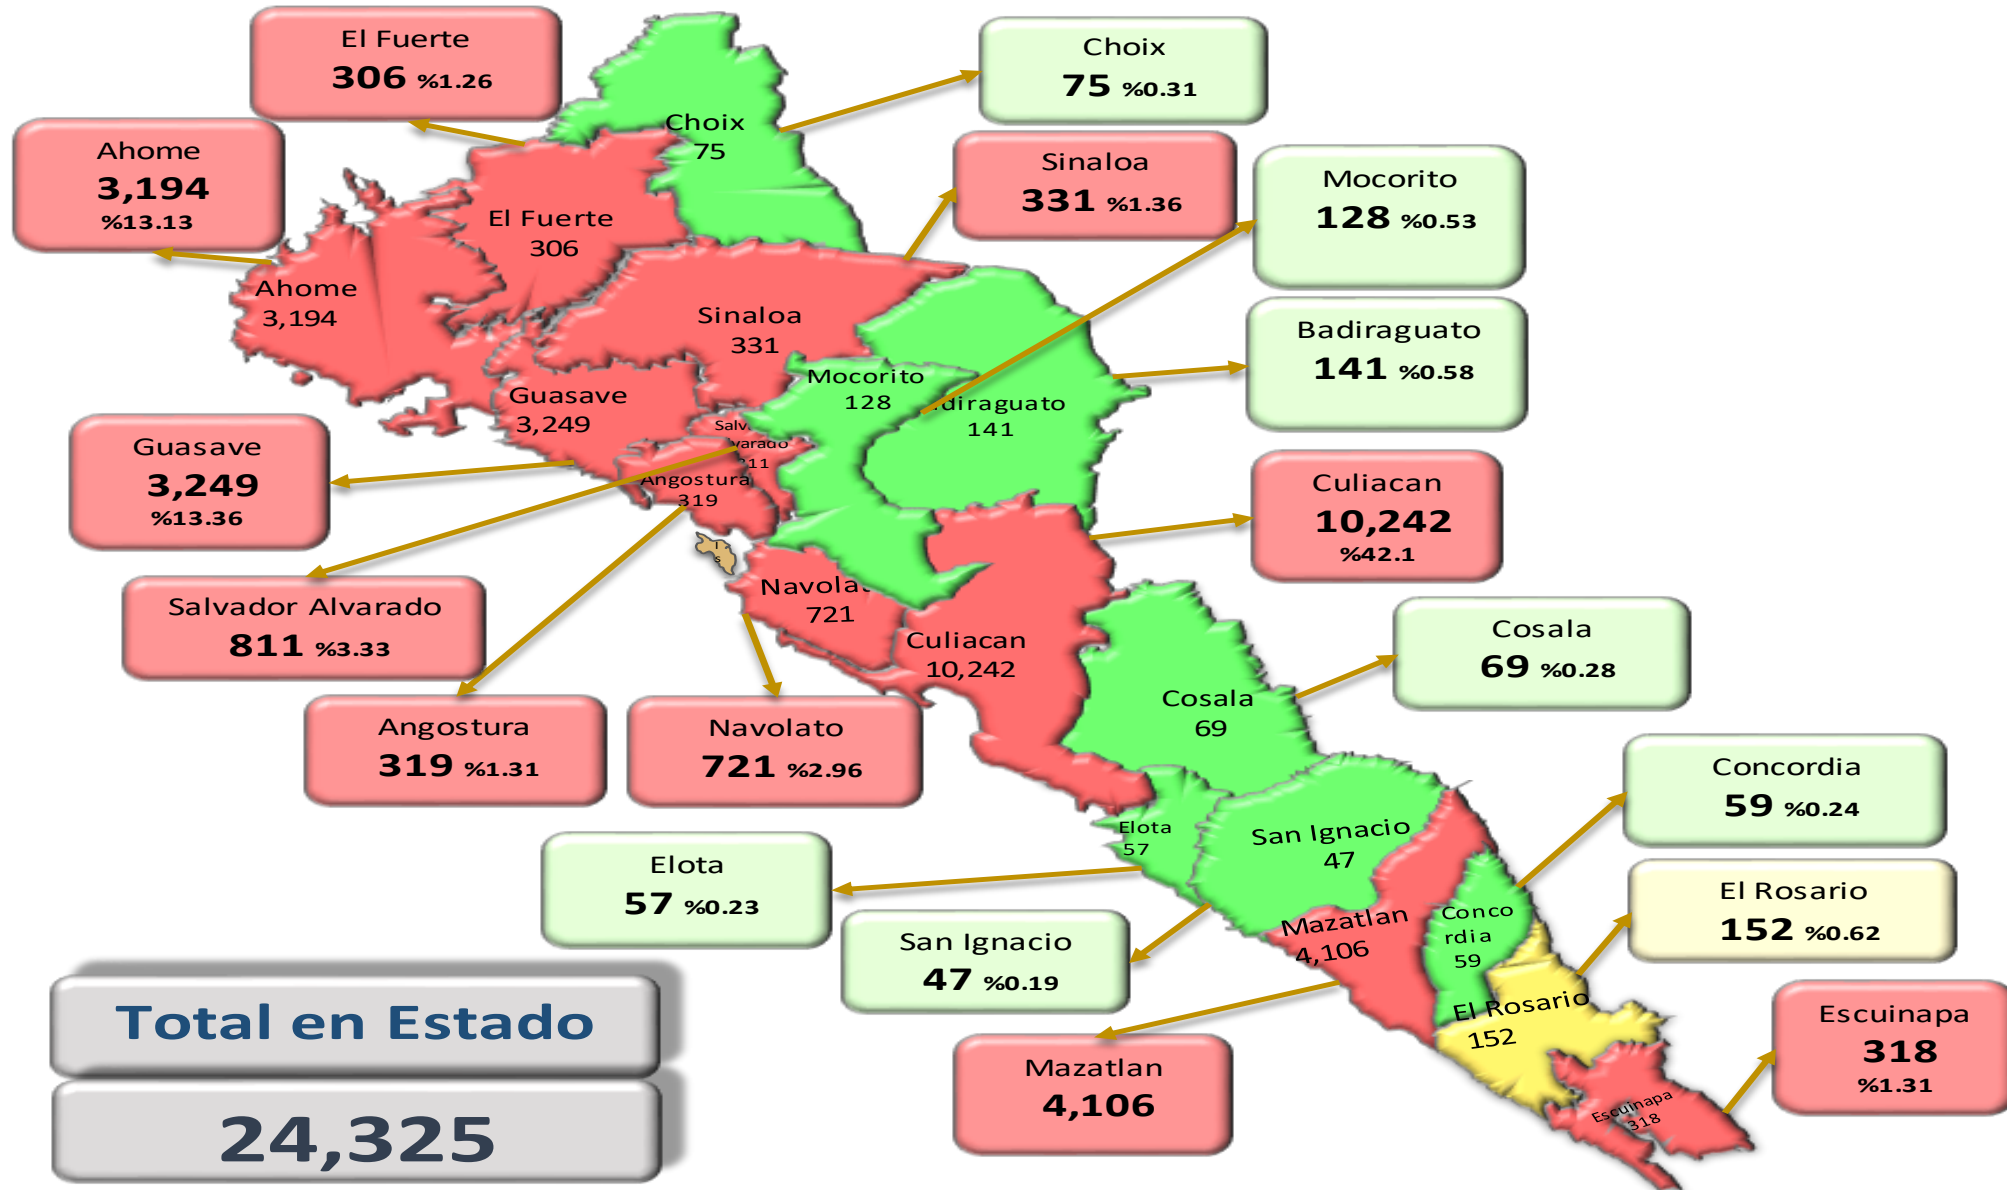 El Fuerte
306 %1.26
Choix
75 %0.31
Ahome
3,194
%13.13
Sinaloa
331 %1.36
Mocorito
128 %0.53
Badiraguato
141 %0.58
Guasave
3,249
%13.36
Culiacan
10,242
%42.1
Salvador Alvarado
811 %3.33
Cosala
69 %0.28
Angostura
319 %1.31
Navolato
721 %2.96
Concordia
59 %0.24
Elota
57 %0.23
El Rosario
152 %0.62
San Ignacio
47 %0.19
Escuinapa
318
%1.31
Mazatlan
4,106
Choix
75
El Fuerte
306
Ahome
3,194
Sinaloa
331
Mocorito
128
diraguato
141
Guasave
3,249
Salv
varado
Angostura
319
Navola
721
Culiacan
10,242
Cosala
69
Elota
57
San Ignacio
47
Mazatlan
4,106
Conco
rdia
59
El Rosario
152
Escuinapa
318
Total en Estado
24,325